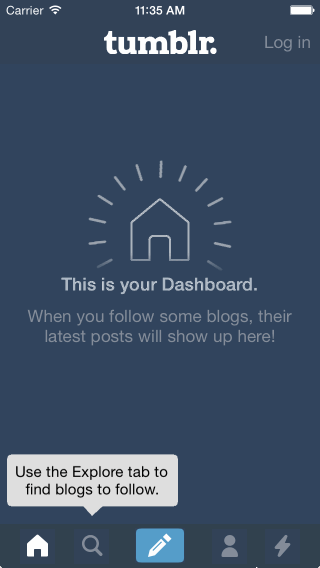 Carrier 11:35 AM
tumblr. Log in
This is your Dashboard.
When you follow some blogs, their
latest posts will show up here!
Use the Explore tab to
find blogs to follow.